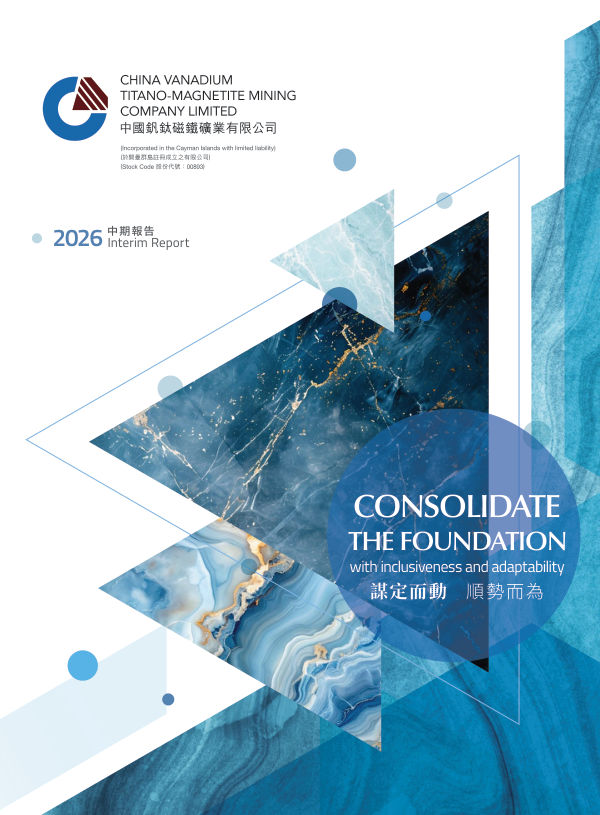 CHINA VANADIUM
TITANO-MAGNETITE MINING
COMPANY LIMITED
中國釩鈦磁鐵礦業有限公司
(Incorporated in the Cayman Islands with limited liability)
(於開曼群島註冊成立之有限公司)
(Stock Code 股份代號：00893)
2026 中期報告
Interim Report
CONSOLIDATE
THE FOUNDATION
with inclusiveness and adaptability
謀定而動 順勢而為